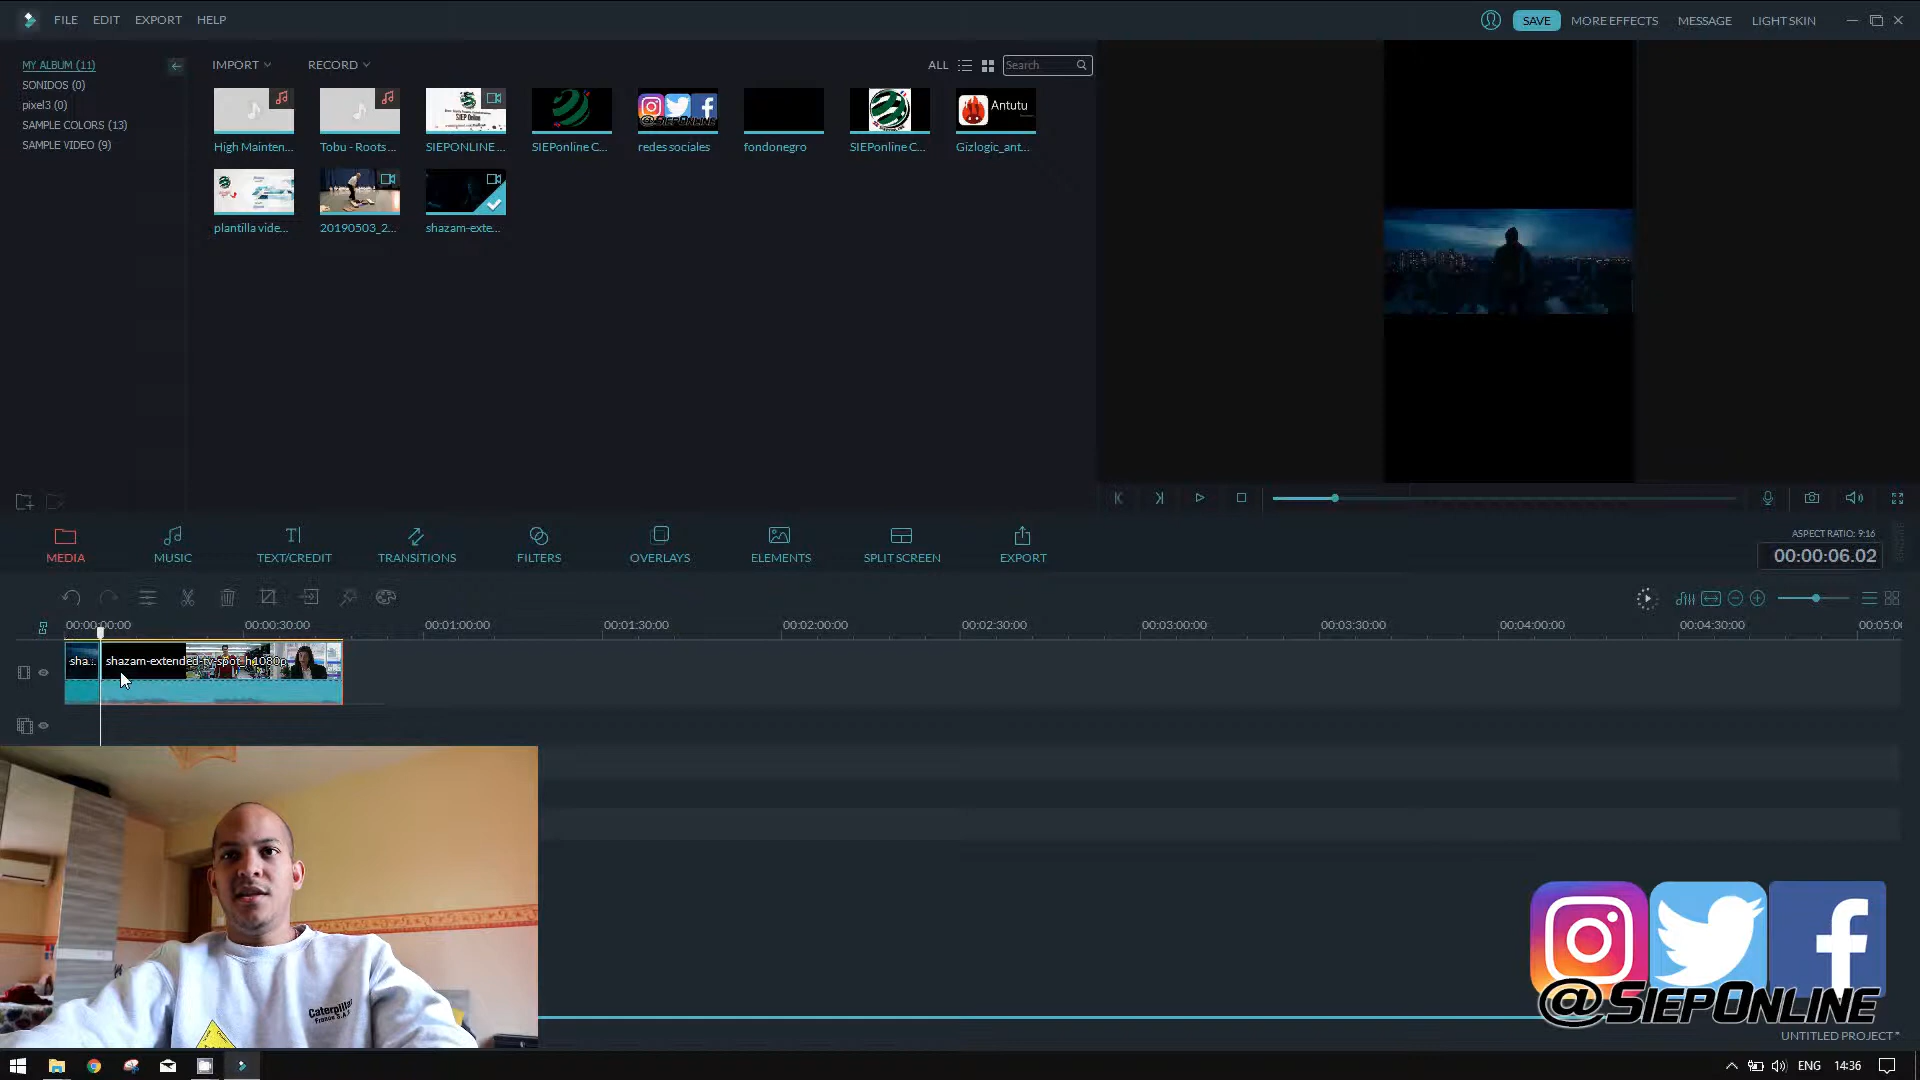 FILE EDIT EXPORT HELP
SAVE MORE EFFECTS MESSAGE LIGHT SKIN
MY ALBUM (11)
SONIDOS (0)
pixel3 (0)
SAMPLE COLORS (13)
SAMPLE VIDEO (9)
IMPORT RECORD ALL Search
SIEP Online
Antutu
@SIEPONLINE
High Mainten... Tobu - Roots ... SIEPONLINE ... SIEPonline C... redes sociales fondonegro SIEPonline C... Gizlogic_ant...
plantilla vide... 20190503_2... shazam-exte...
MEDIA MUSIC TEXT/CREDIT TRANSITIONS FILTERS OVERLAYS ELEMENTS SPLIT SCREEN EXPORT
ASPECT RATIO: 9:16
00:00:06.02
00:00:00:00 00:00:30:00 00:01:00:00 00:01:30:00 00:02:00:00 00:02:30:00 00:03:00:00 00:03:30:00 00:04:00:00 00:04:30:00 00:05:0
sha... shazam-extended-tv-spot_h1080p
Caterpillar
France S.A.
@SIEPONLINE
UNTITLED PROJECT*
ENG 14:36